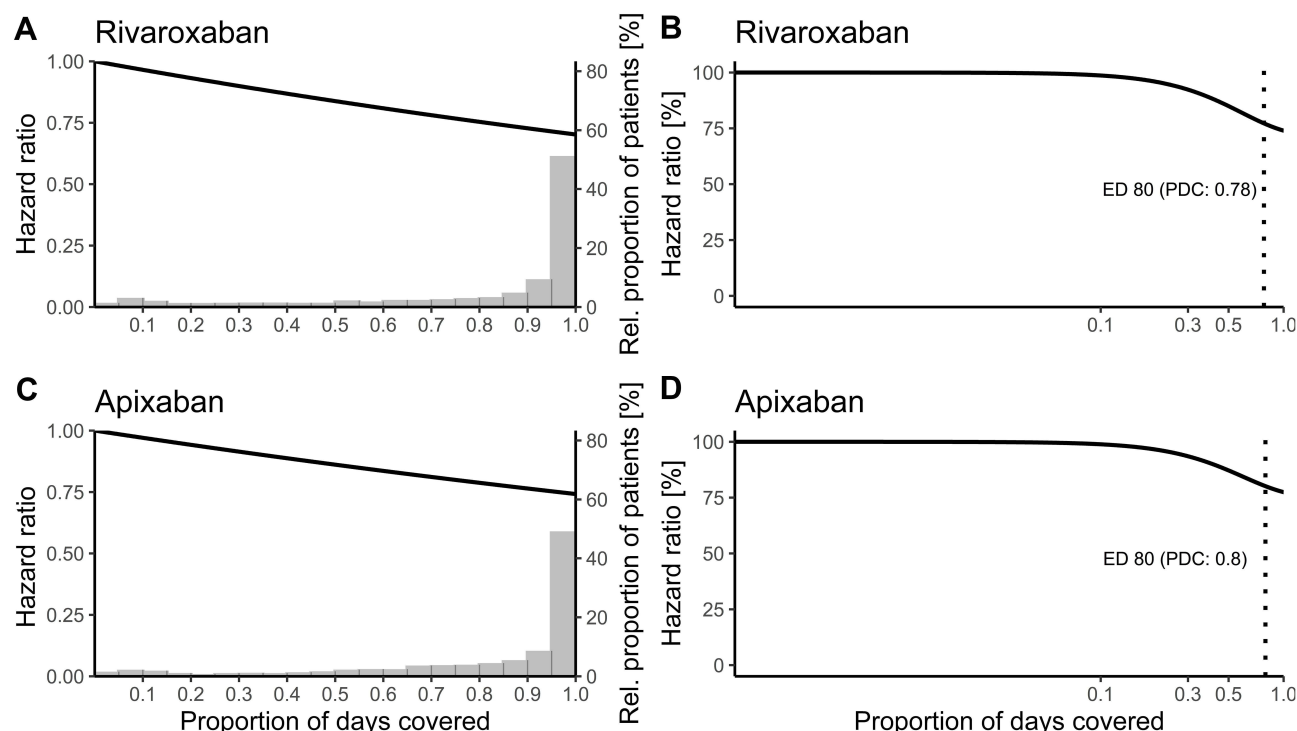 A
Rivaroxaban
Hazard ratio
1.00
0.75
0.50
0.25
0.00
0.1 0.2 0.3 0.4 0.5 0.6 0.7 0.8 0.9 1.0
80
60
40
20
0
Rel. proportion of patients [%]
B
Rivaroxaban
Hazard ratio [%]
100
75
50
25
0
ED 80 (PDC: 0.78)
0.1 0.3 0.5 1.0
C
Apixaban
Hazard ratio
1.00
0.75
0.50
0.25
0.00
0.1 0.2 0.3 0.4 0.5 0.6 0.7 0.8 0.9 1.0
Proportion of days covered
80
60
40
20
0
Rel. proportion of patients [%]
D
Apixaban
Hazard ratio [%]
100
75
50
25
0
ED 80 (PDC: 0.8)
0.1 0.3 0.5 1.0
Proportion of days covered